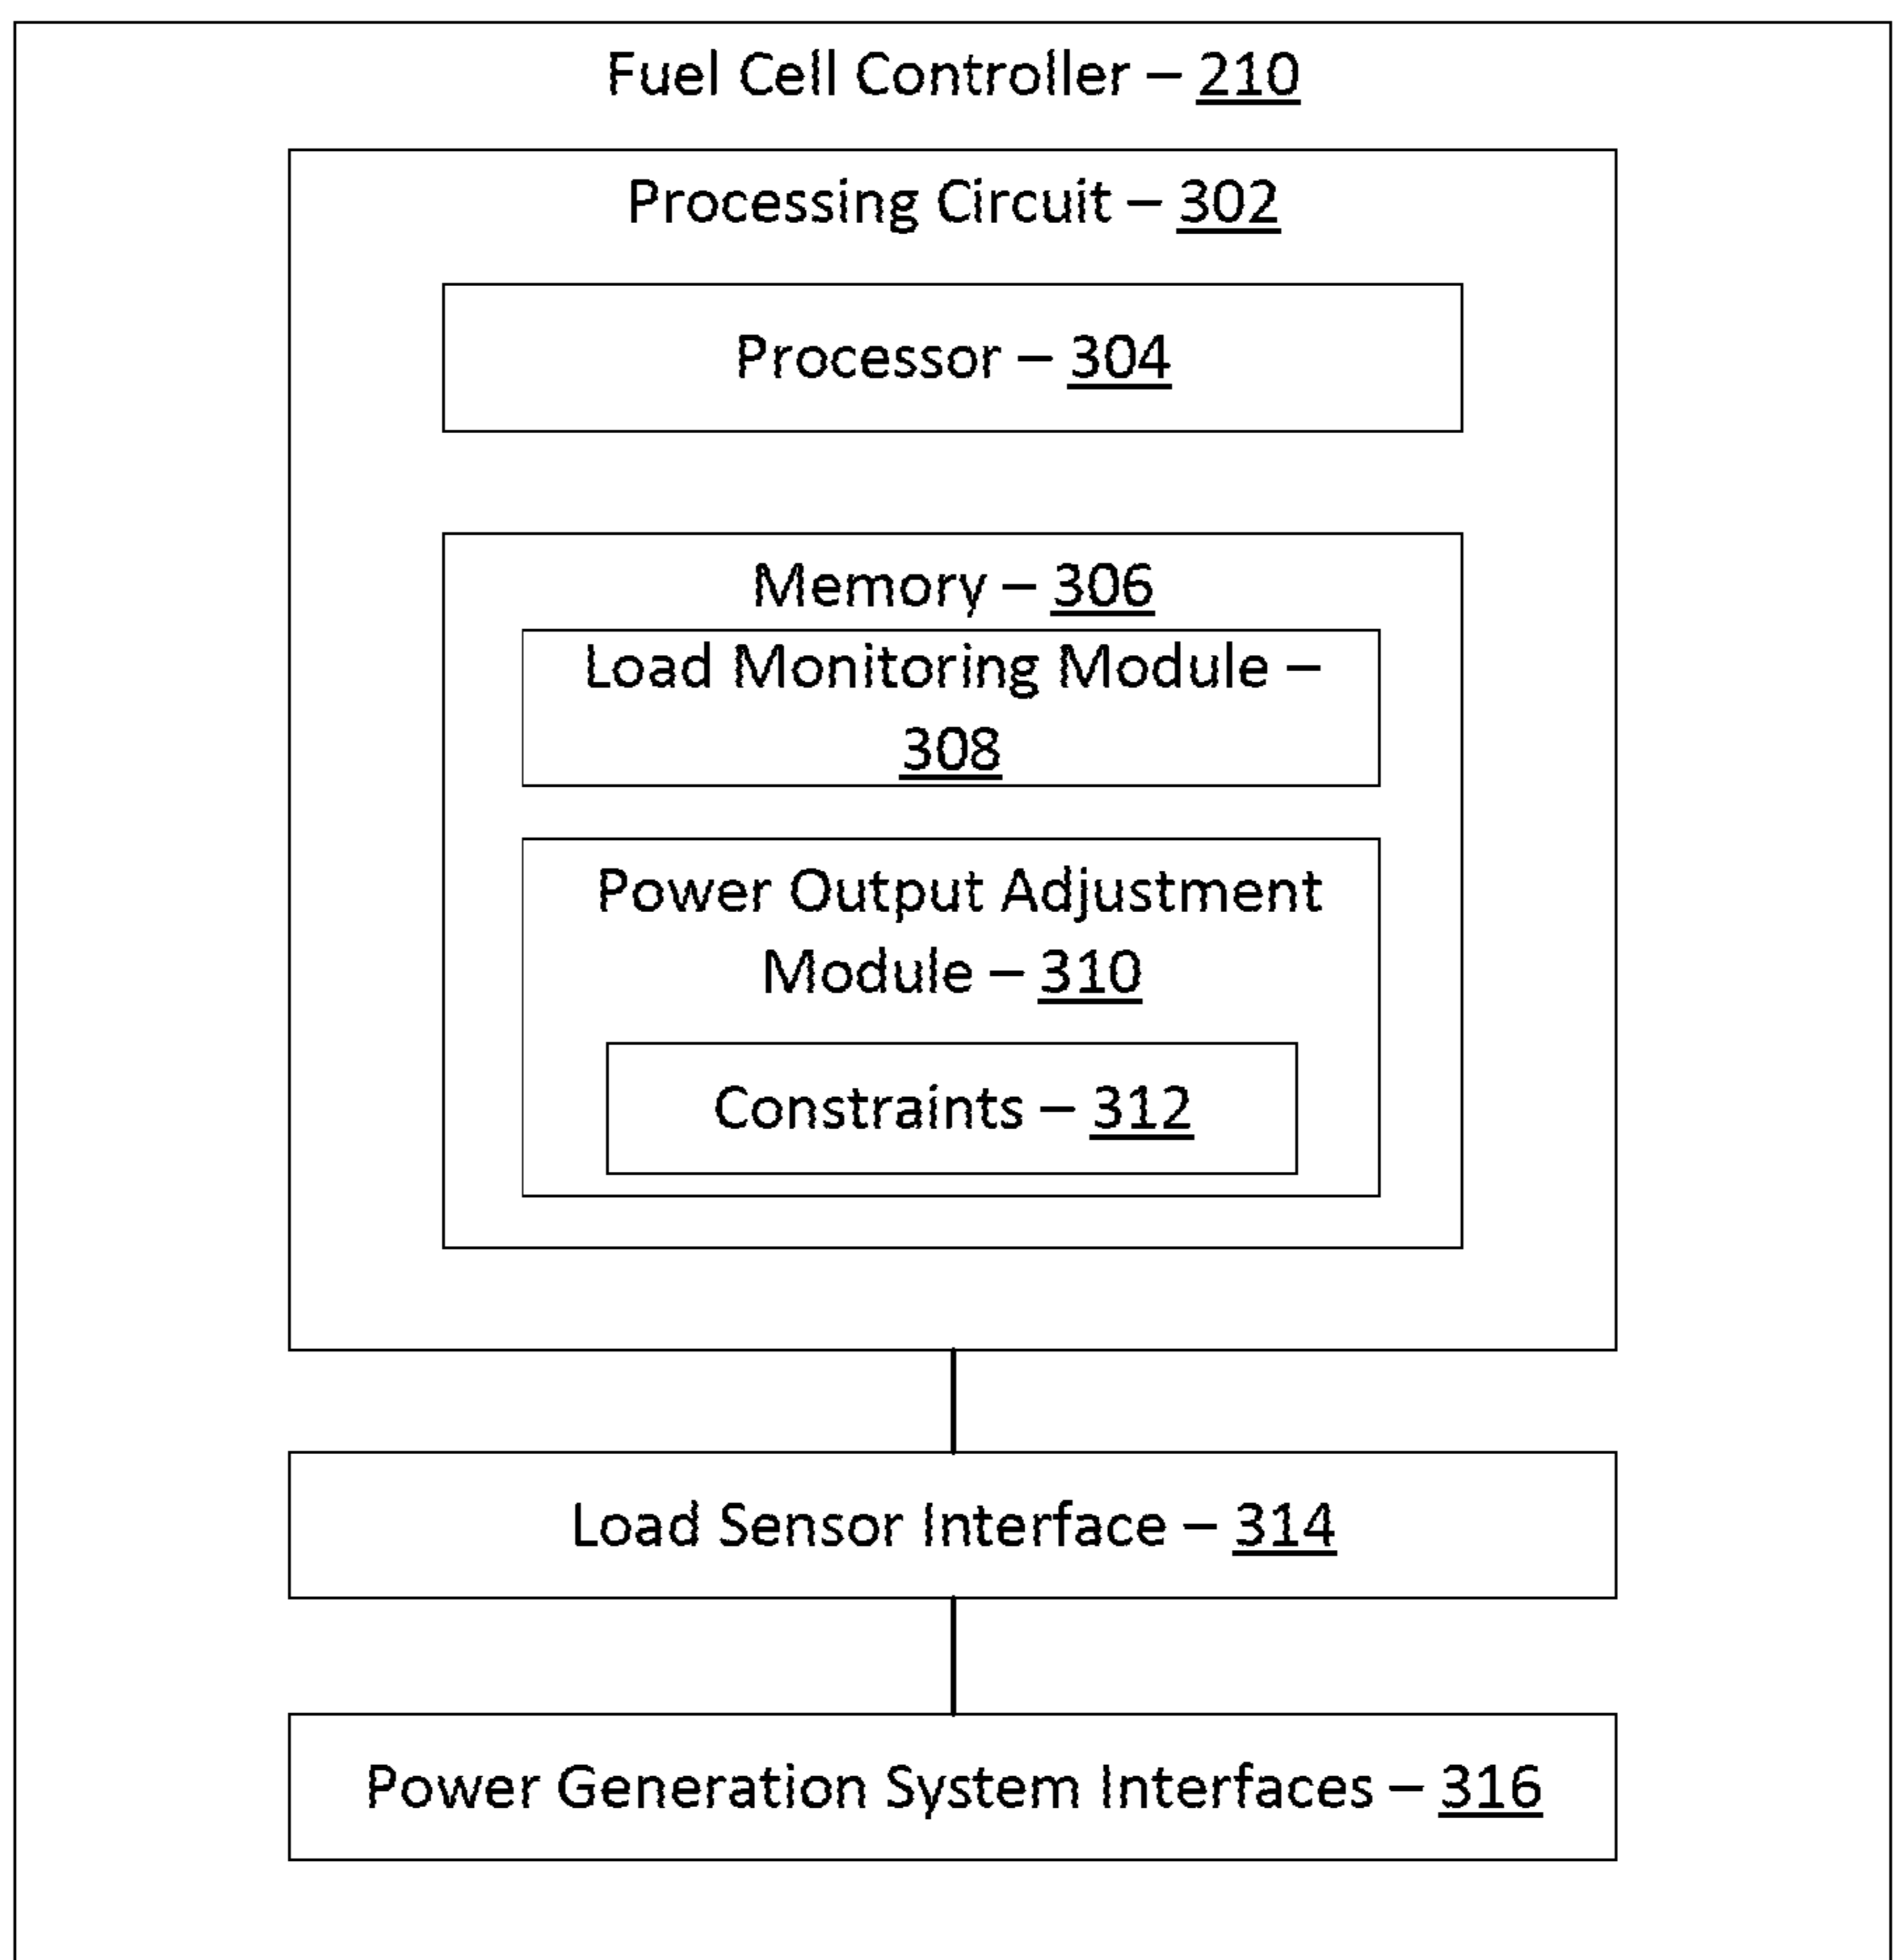 Fuel Cell Controller – 210
Processing Circuit – 302
Processor – 304
Memory – 306
Load Monitoring Module –
308
Power Output Adjustment
Module – 310
Constraints – 312
Load Sensor Interface – 314
Power Generation System Interfaces – 316